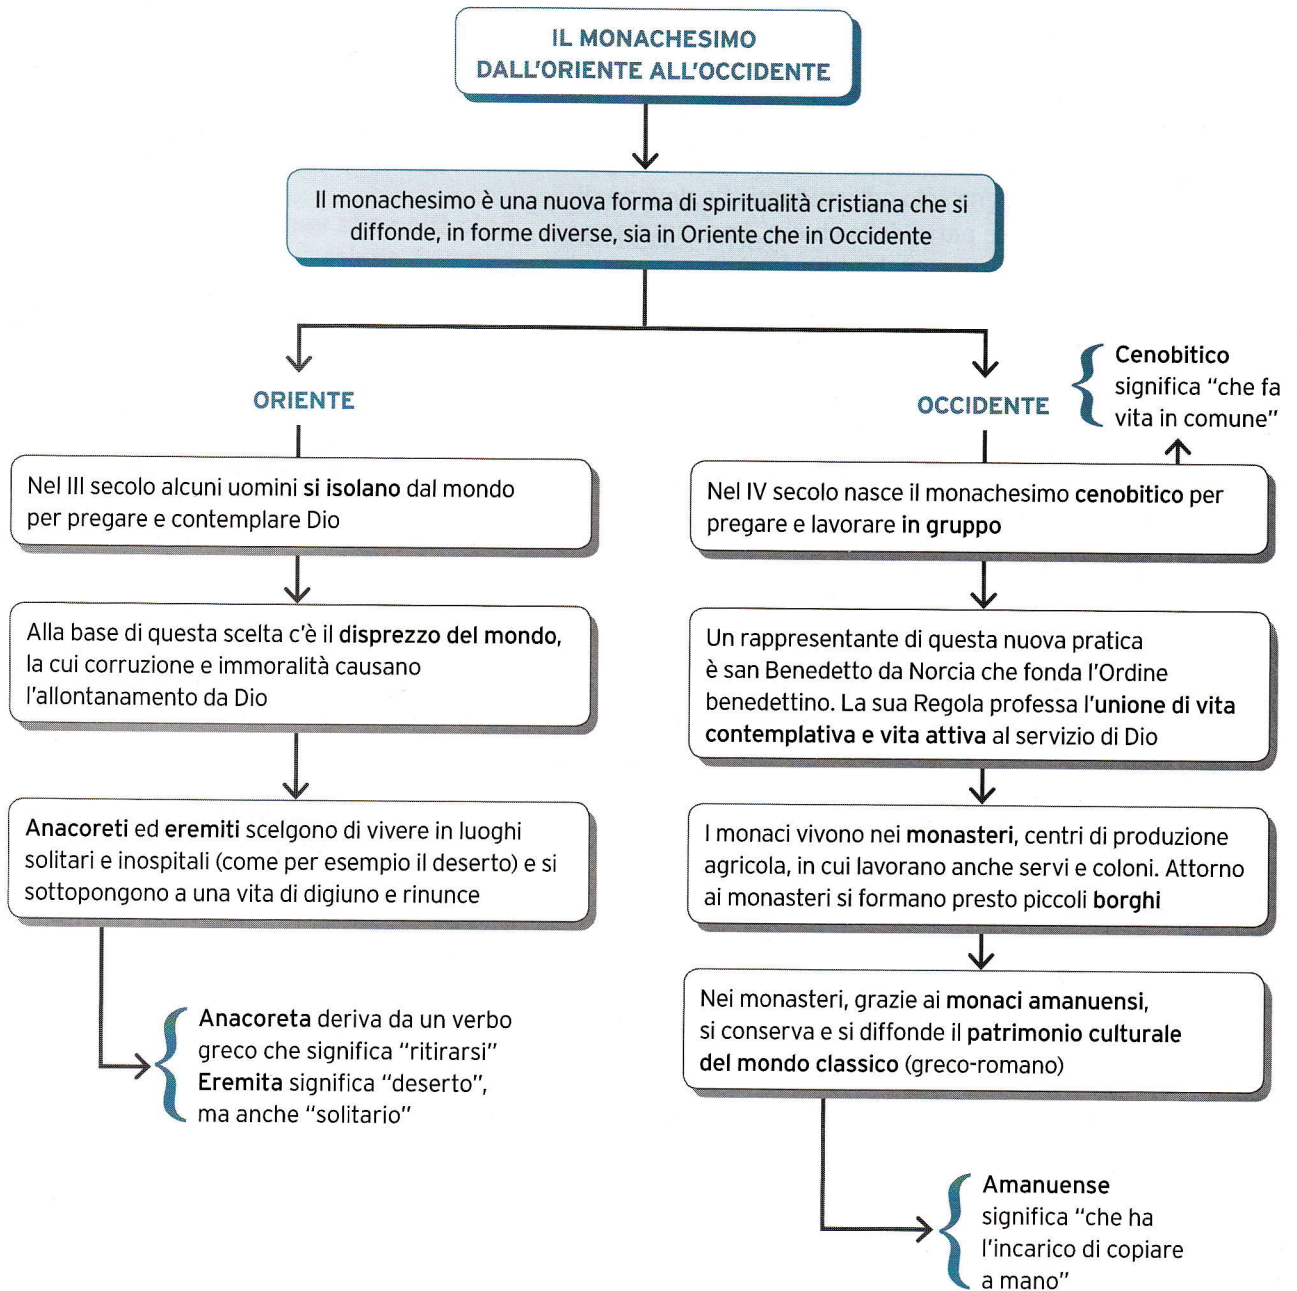 IL MONACHESIMO
DALL'ORIENTE ALL'OCCIDENTE
Il monachesimo è una nuova forma di spiritualità cristiana che si
diffonde, in forme diverse, sia in Oriente che in Occidente
ORIENTE
Nel III secolo alcuni uomini si isolano dal mondo
per pregare e contemplare Dio
Alla base di questa scelta c'è il disprezzo del mondo,
la cui corruzione e immoralità causano
l'allontanamento da Dio
Anacoreti ed eremiti scelgono di vivere in luoghi
solitari e inospitali (come per esempio il deserto) e si
sottopongono a una vita di digiuno e rinunce
Anacoreta deriva da un verbo
greco che significa “ritirarsi”
Eremita significa “deserto”,
ma anche “solitario”
OCCIDENTE
Cenobitico
significa “che fa
vita in comune”
Nel IV secolo nasce il monachesimo cenobitico per
pregare e lavorare in gruppo
Un rappresentante di questa nuova pratica
è san Benedetto da Norcia che fonda l'Ordine
benedettino. La sua Regola professa l'unione di vita
contemplativa e vita attiva al servizio di Dio
I monaci vivono nei monasteri, centri di produzione
agricola, in cui lavorano anche servi e coloni. Attorno
ai monasteri si formano presto piccoli borghi
Nei monasteri, grazie ai monaci amanuensi,
si conserva e si diffonde il patrimonio culturale
del mondo classico (greco-romano)
Amanuense
significa “che ha
l'incarico di copiare
a mano”